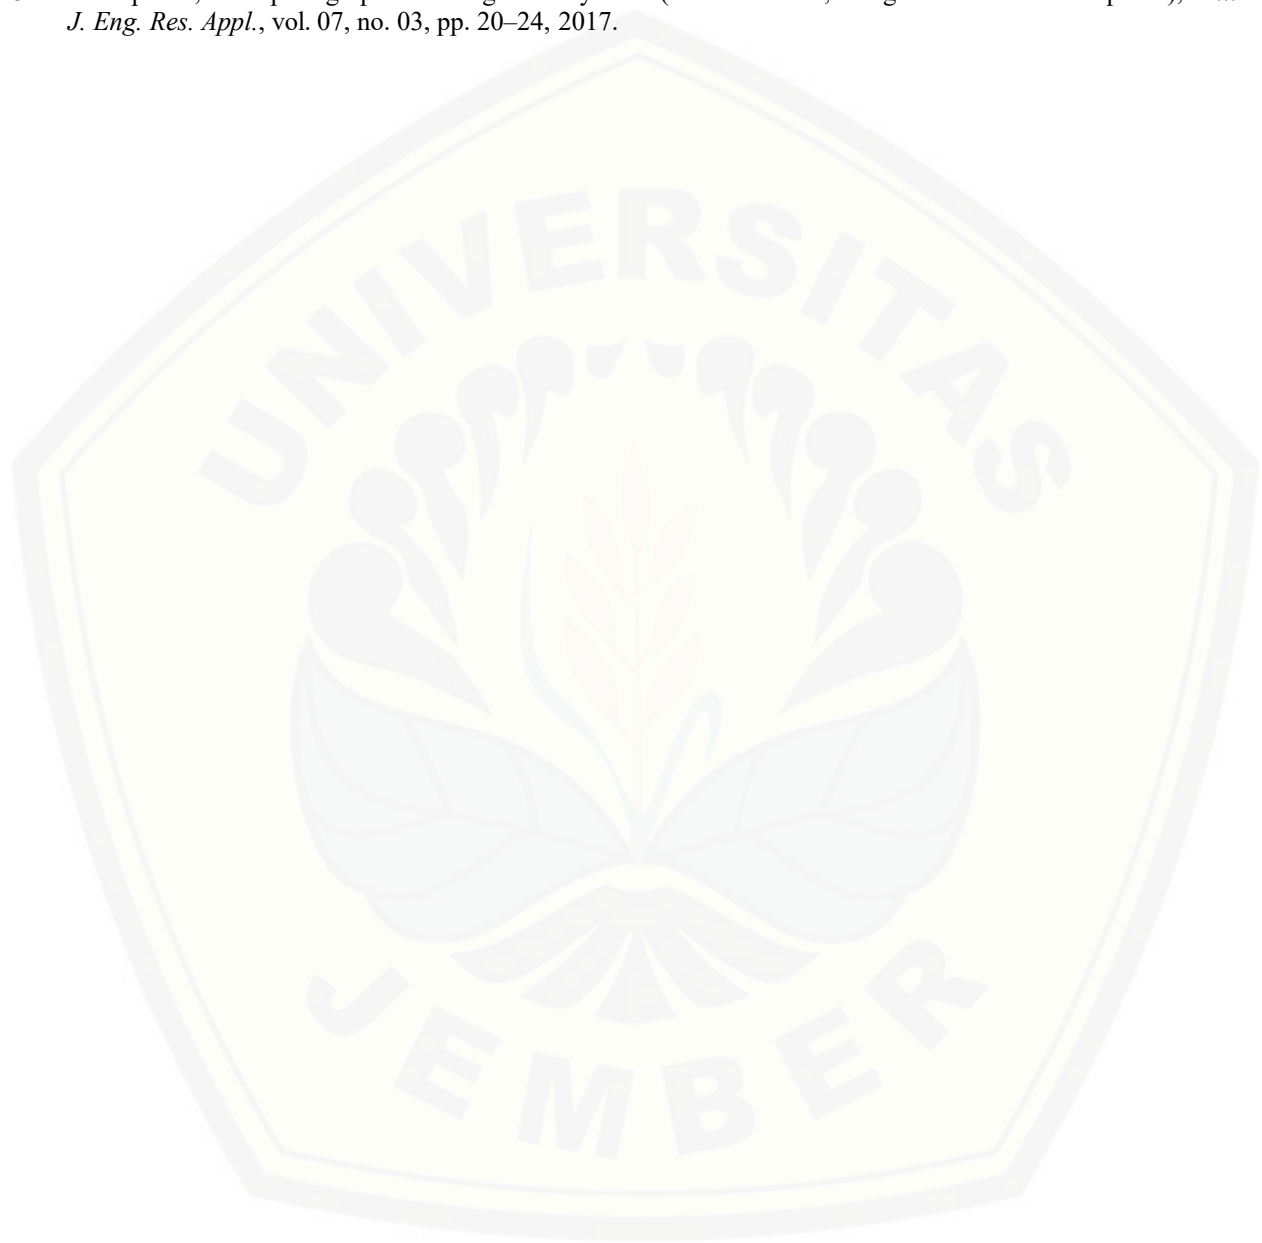 J. Eng. Res. Appl., vol. 07, no. 03, pp. 20–24, 2017.
UNIVERSITAS
JEMBER